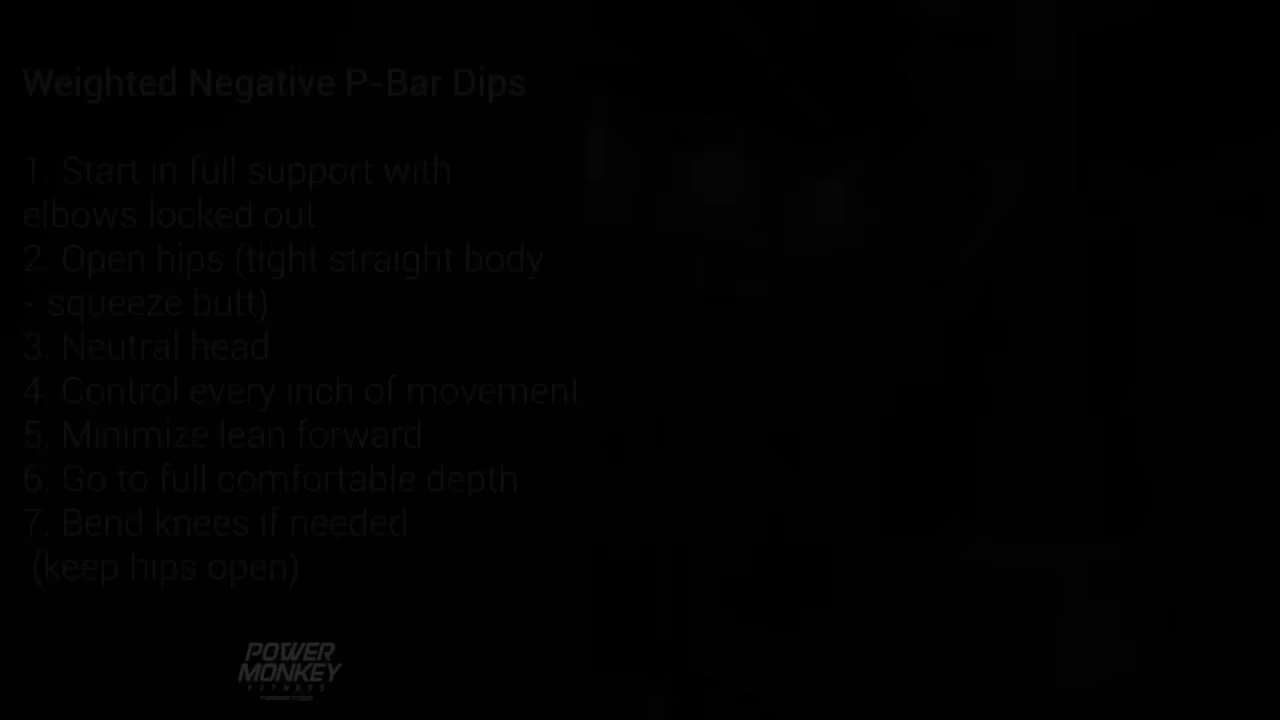 Weighted Negative P-Bar Dips
1. Start in full support with
elbows locked out
2. Open hips (tight straight body
- squeeze butt)
3. Neutral head
4. Control every inch of movement
5. Minimize lean forward
6. Go to full comfortable depth
7. Bend knees if needed
(keep hips open)
POWER
MONKEY
FITNESS